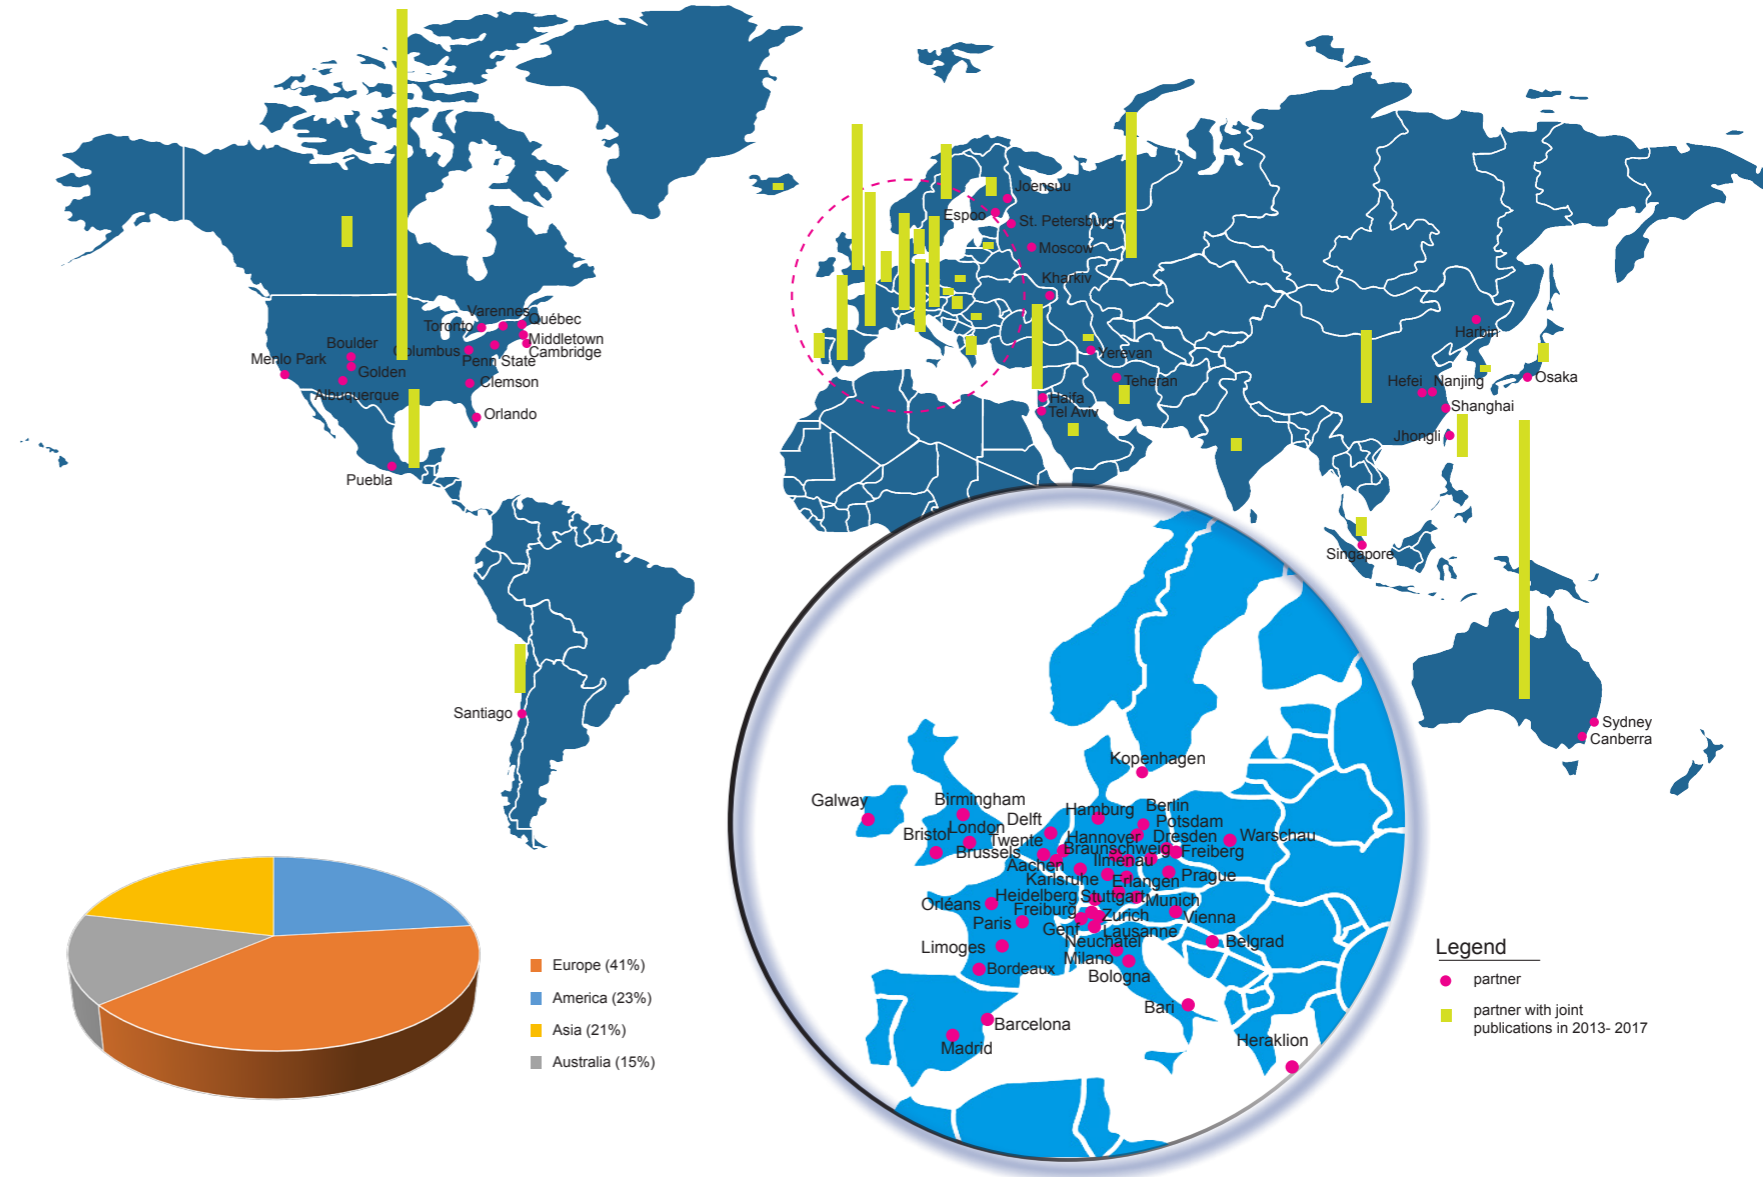 Joensuu
Espoo
St. Petersburg
Moscow
Kharkiv
Varennes
Québec
Toronto
Middletown
Boulder
Columbus
Cambridge
Menlo Park
Penn State
Golden
Clemson
Albuquerque
Orlando
Puebla
Santiago
Yerevan
Teheran
Haifa
Tel Aviv
Harbin
Hefei
Nanjing
Osaka
Shanghai
Jhongli
Singapore
Sydney
Canberra
Kopenhagen
Galway
Birmingham
Hamburg
Berlin
Delft
Potsdam
Bristol
London
Twente
Hannover
Dresden
Warschau
Brussels
Braunschweig
Freiberg
Aachen
Ilmenau
Karlsruhe
Erlangen
Prague
Orléans
Heidelberg
Stuttgart
Munich
Freiburg
Zürich
Vienna
Paris
Genf
Lausanne
Limoges
Neuchâtel
Belgrad
Milano
Bordeaux
Bologna
Bari
Barcelona
Madrid
Heraklion
Europe (41%)
America (23%)
Asia (21%)
Australia (15%)
Legend
partner
partner with joint
publications in 2013- 2017